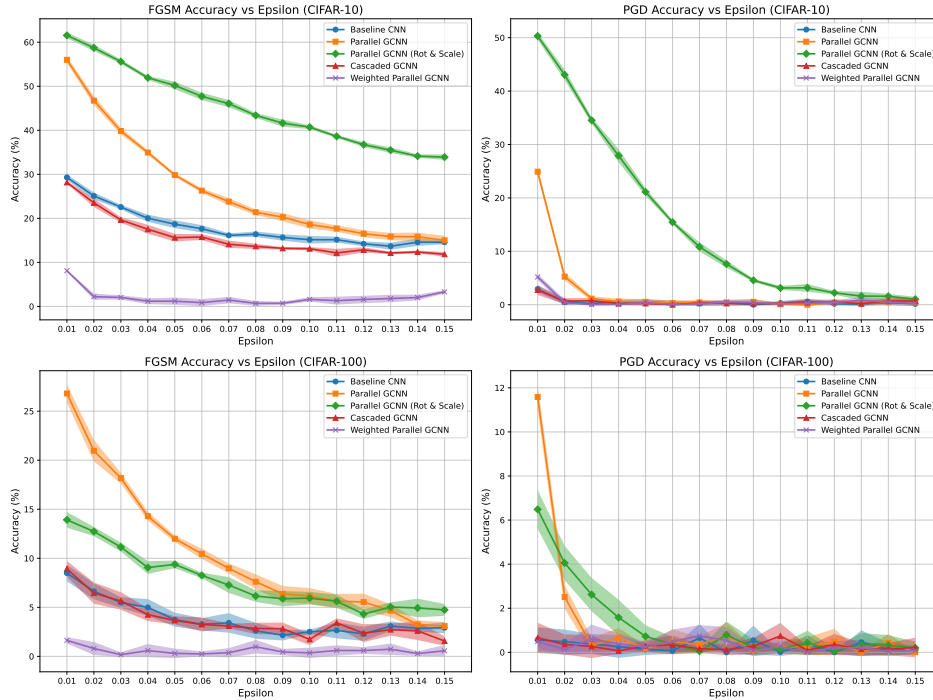 FGSM Accuracy vs Epsilon (CIFAR-10)
Accuracy (%)
60
50
40
30
20
10
0
0.01 0.02 0.03 0.04 0.05 0.06 0.07 0.08 0.09 0.10 0.11 0.12 0.13 0.14 0.15
Epsilon
Baseline CNN
Parallel GCNN
Parallel GCNN (Rot & Scale)
Cascaded GCNN
Weighted Parallel GCNN
PGD Accuracy vs Epsilon (CIFAR-10)
Accuracy (%)
50
40
30
20
10
0
0.01 0.02 0.03 0.04 0.05 0.06 0.07 0.08 0.09 0.10 0.11 0.12 0.13 0.14 0.15
Epsilon
Baseline CNN
Parallel GCNN
Parallel GCNN (Rot & Scale)
Cascaded GCNN
Weighted Parallel GCNN
FGSM Accuracy vs Epsilon (CIFAR-100)
Accuracy (%)
25
20
15
10
5
0
0.01 0.02 0.03 0.04 0.05 0.06 0.07 0.08 0.09 0.10 0.11 0.12 0.13 0.14 0.15
Epsilon
Baseline CNN
Parallel GCNN
Parallel GCNN (Rot & Scale)
Cascaded GCNN
Weighted Parallel GCNN
PGD Accuracy vs Epsilon (CIFAR-100)
Accuracy (%)
12
10
8
6
4
2
0
0.01 0.02 0.03 0.04 0.05 0.06 0.07 0.08 0.09 0.10 0.11 0.12 0.13 0.14 0.15
Epsilon
Baseline CNN
Parallel GCNN
Parallel GCNN (Rot & Scale)
Cascaded GCNN
Weighted Parallel GCNN